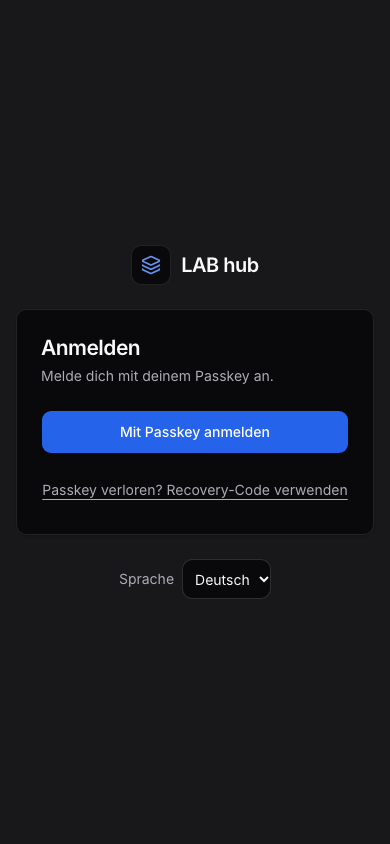 LAB hub
Anmelden
Melde dich mit deinem Passkey an.
Mit Passkey anmelden
Passkey verloren? Recovery-Code verwenden
Sprache Deutsch